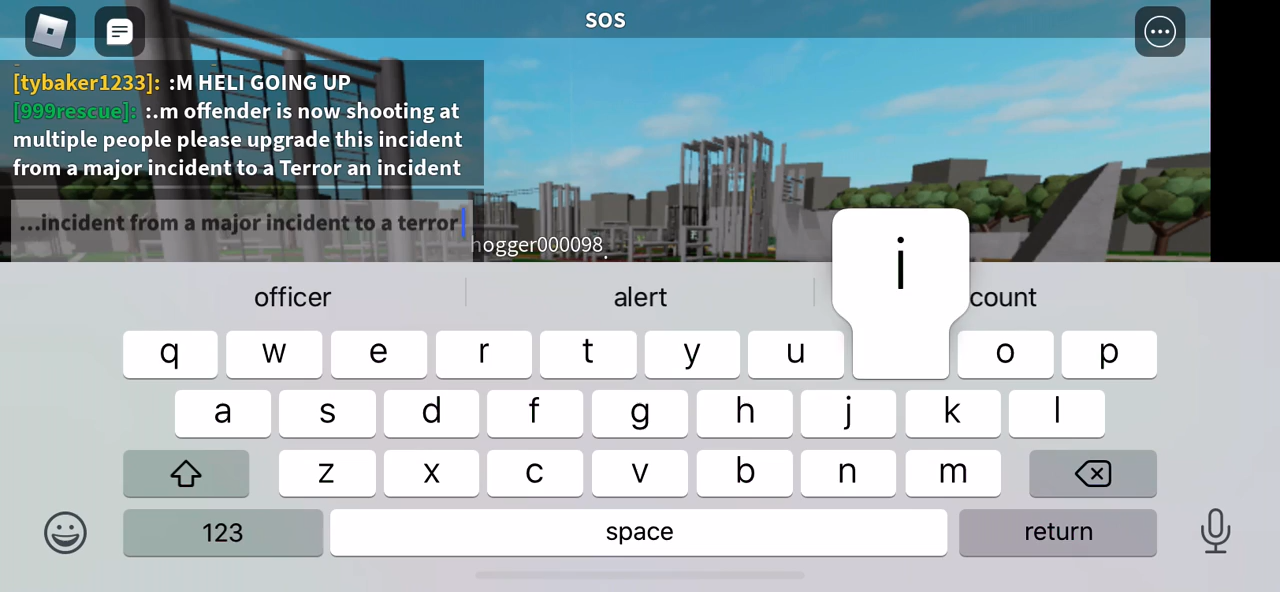 SOS
[tybaker1233]: :M HELI GOING UP
[999rescue]: :.m offender is now shooting at
multiple people please upgrade this incident
from a major incident to a Terror an incident
...incident from a major incident to a terror
hogger000098
officer alert count
i
q w e r t y u o p
a s d f g h j k l
z x c v b n m
123 space return